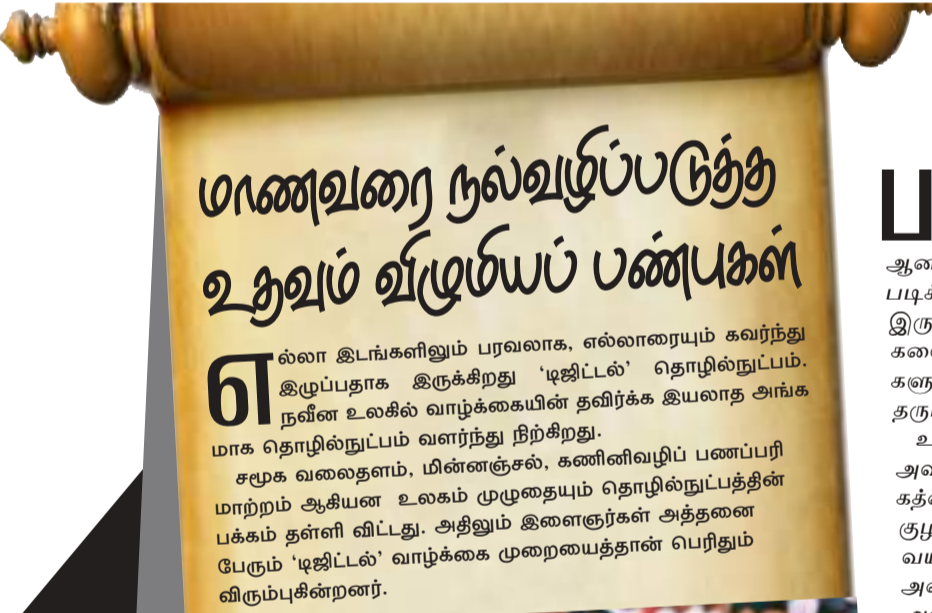 மாணவரை நல்வழிப்படுத்த
உதவும் விழுமியப் பண்புகள்
எல்லா இடங்களிலும் பரவலாக, எல்லாரையும் கவர்ந்து
இழுப்பதாக இருக்கிறது ‘டிஜிட்டல்’ தொழில்நுட்பம்.
நவீன உலகில் வாழ்க்கையின் தவிர்க்க இயலாத அங்க
மாக தொழில்நுட்பம் வளர்ந்து நிற்கிறது.
சமூக வலைதளம், மின்னஞ்சல், கணினிவழிப் பணப்பரி
மாற்றம் ஆகியன உலகம் முழுதையும் தொழில்நுட்பத்தின்
பக்கம் தள்ளி விட்டது. அதிலும் இளைஞர்கள் அத்தனை
பேரும் ‘டிஜிட்டல்’ வாழ்க்கை முறையைத்தான் பெரிதும்
விரும்புகின்றனர்.